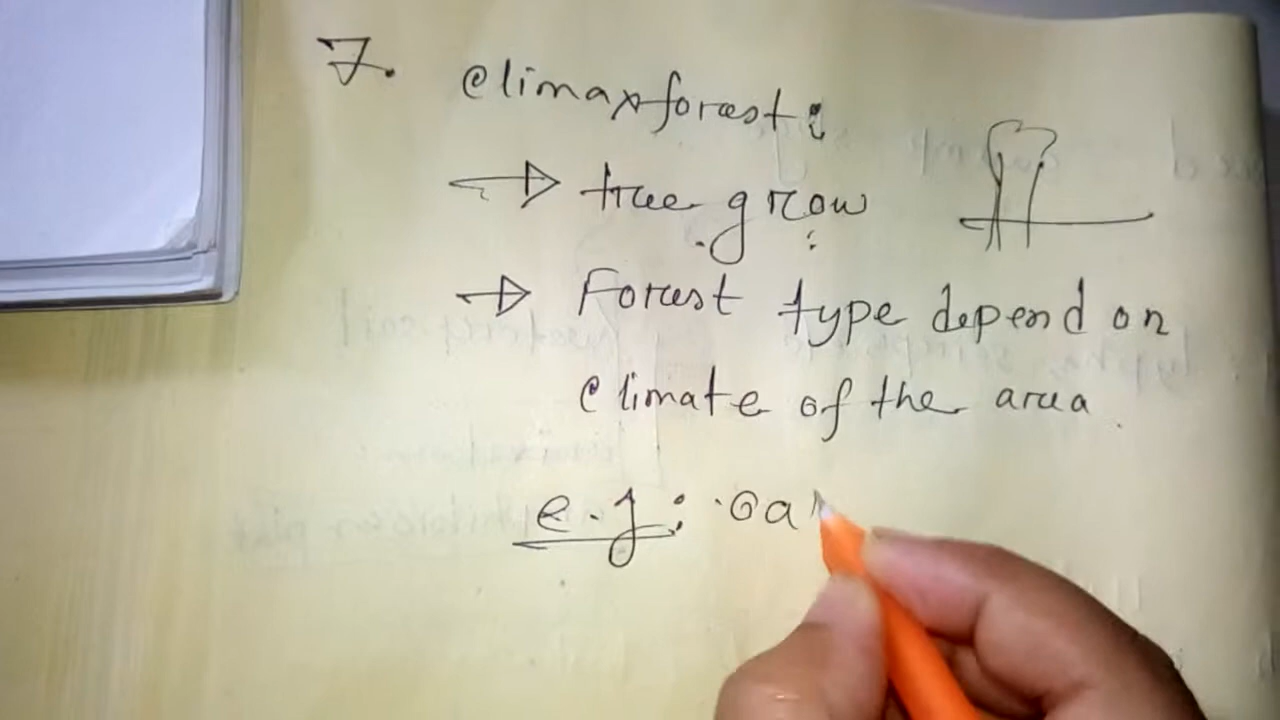 7. Climax forest:
→ tree grow
→ Forest type depend on
climate of the area
e.g: oa